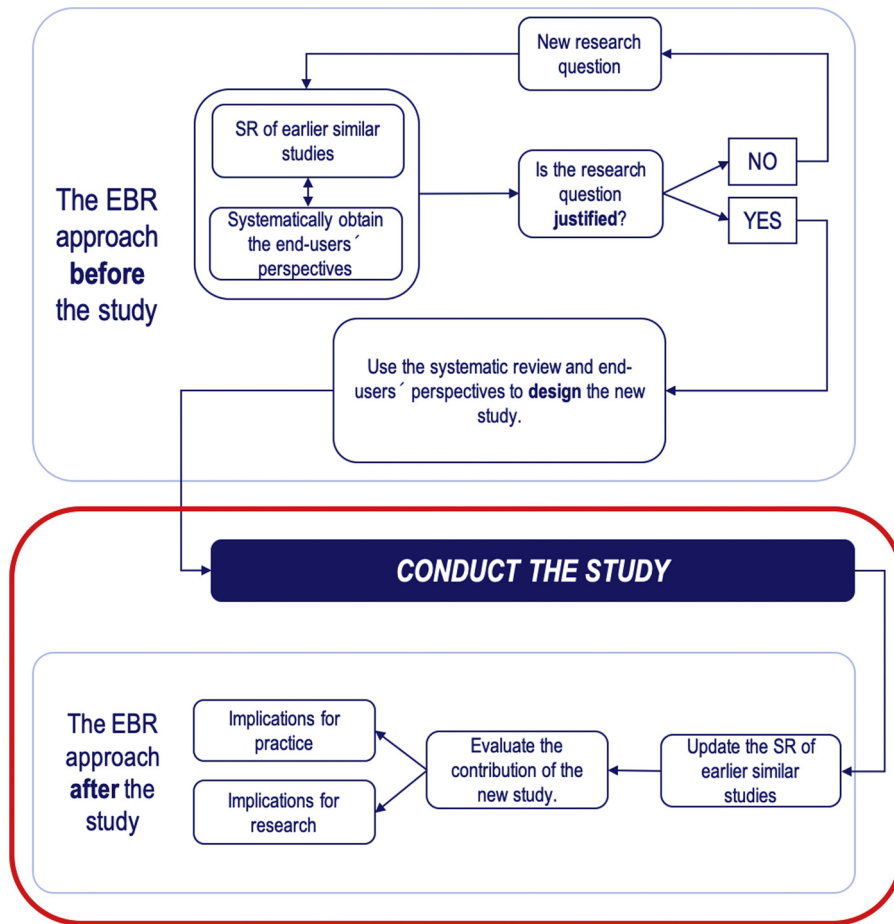 New research
question
SR of earlier similar
studies
Systematically obtain
the end-users´
perspectives
Is the research
question
justified?
NO
YES
The EBR
approach
before
the study
Use the systematic review and end-
users´ perspectives to design the new
study.
CONDUCT THE STUDY
The EBR
approach
after the
study
Implications for
practice
Implications for
research
Evaluate the
contribution of the
new study.
Update the SR of
earlier similar
studies